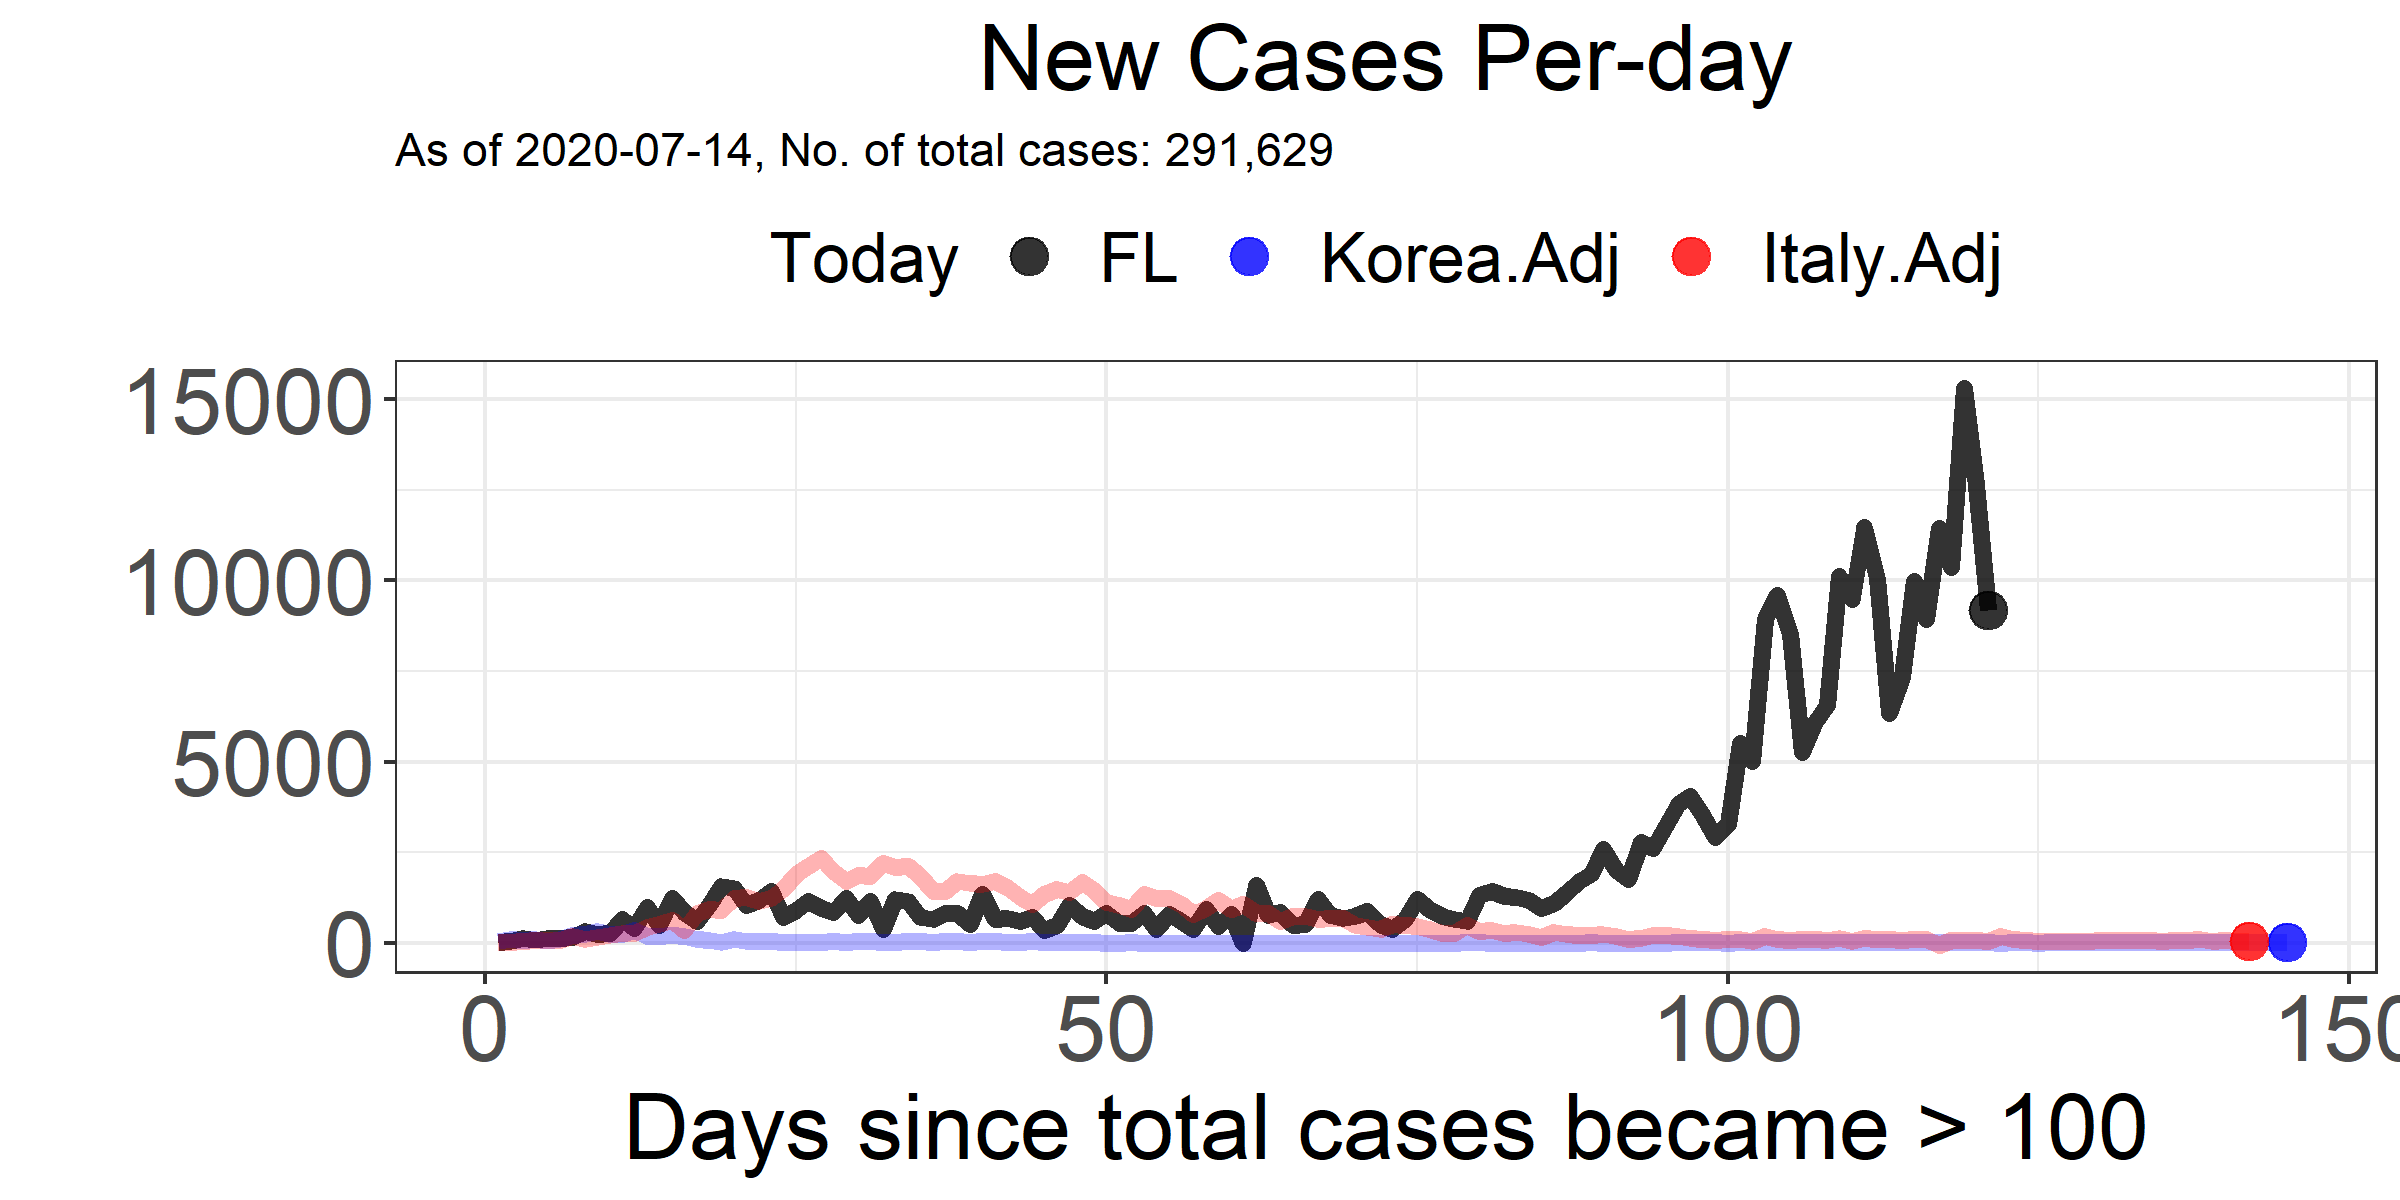 New Cases Per-day
As of 2020-07-14, No. of total cases: 291,629
Today FL Korea.Adj Italy.Adj
15000
10000
5000
0
0 50 100 150
Days since total cases became > 100